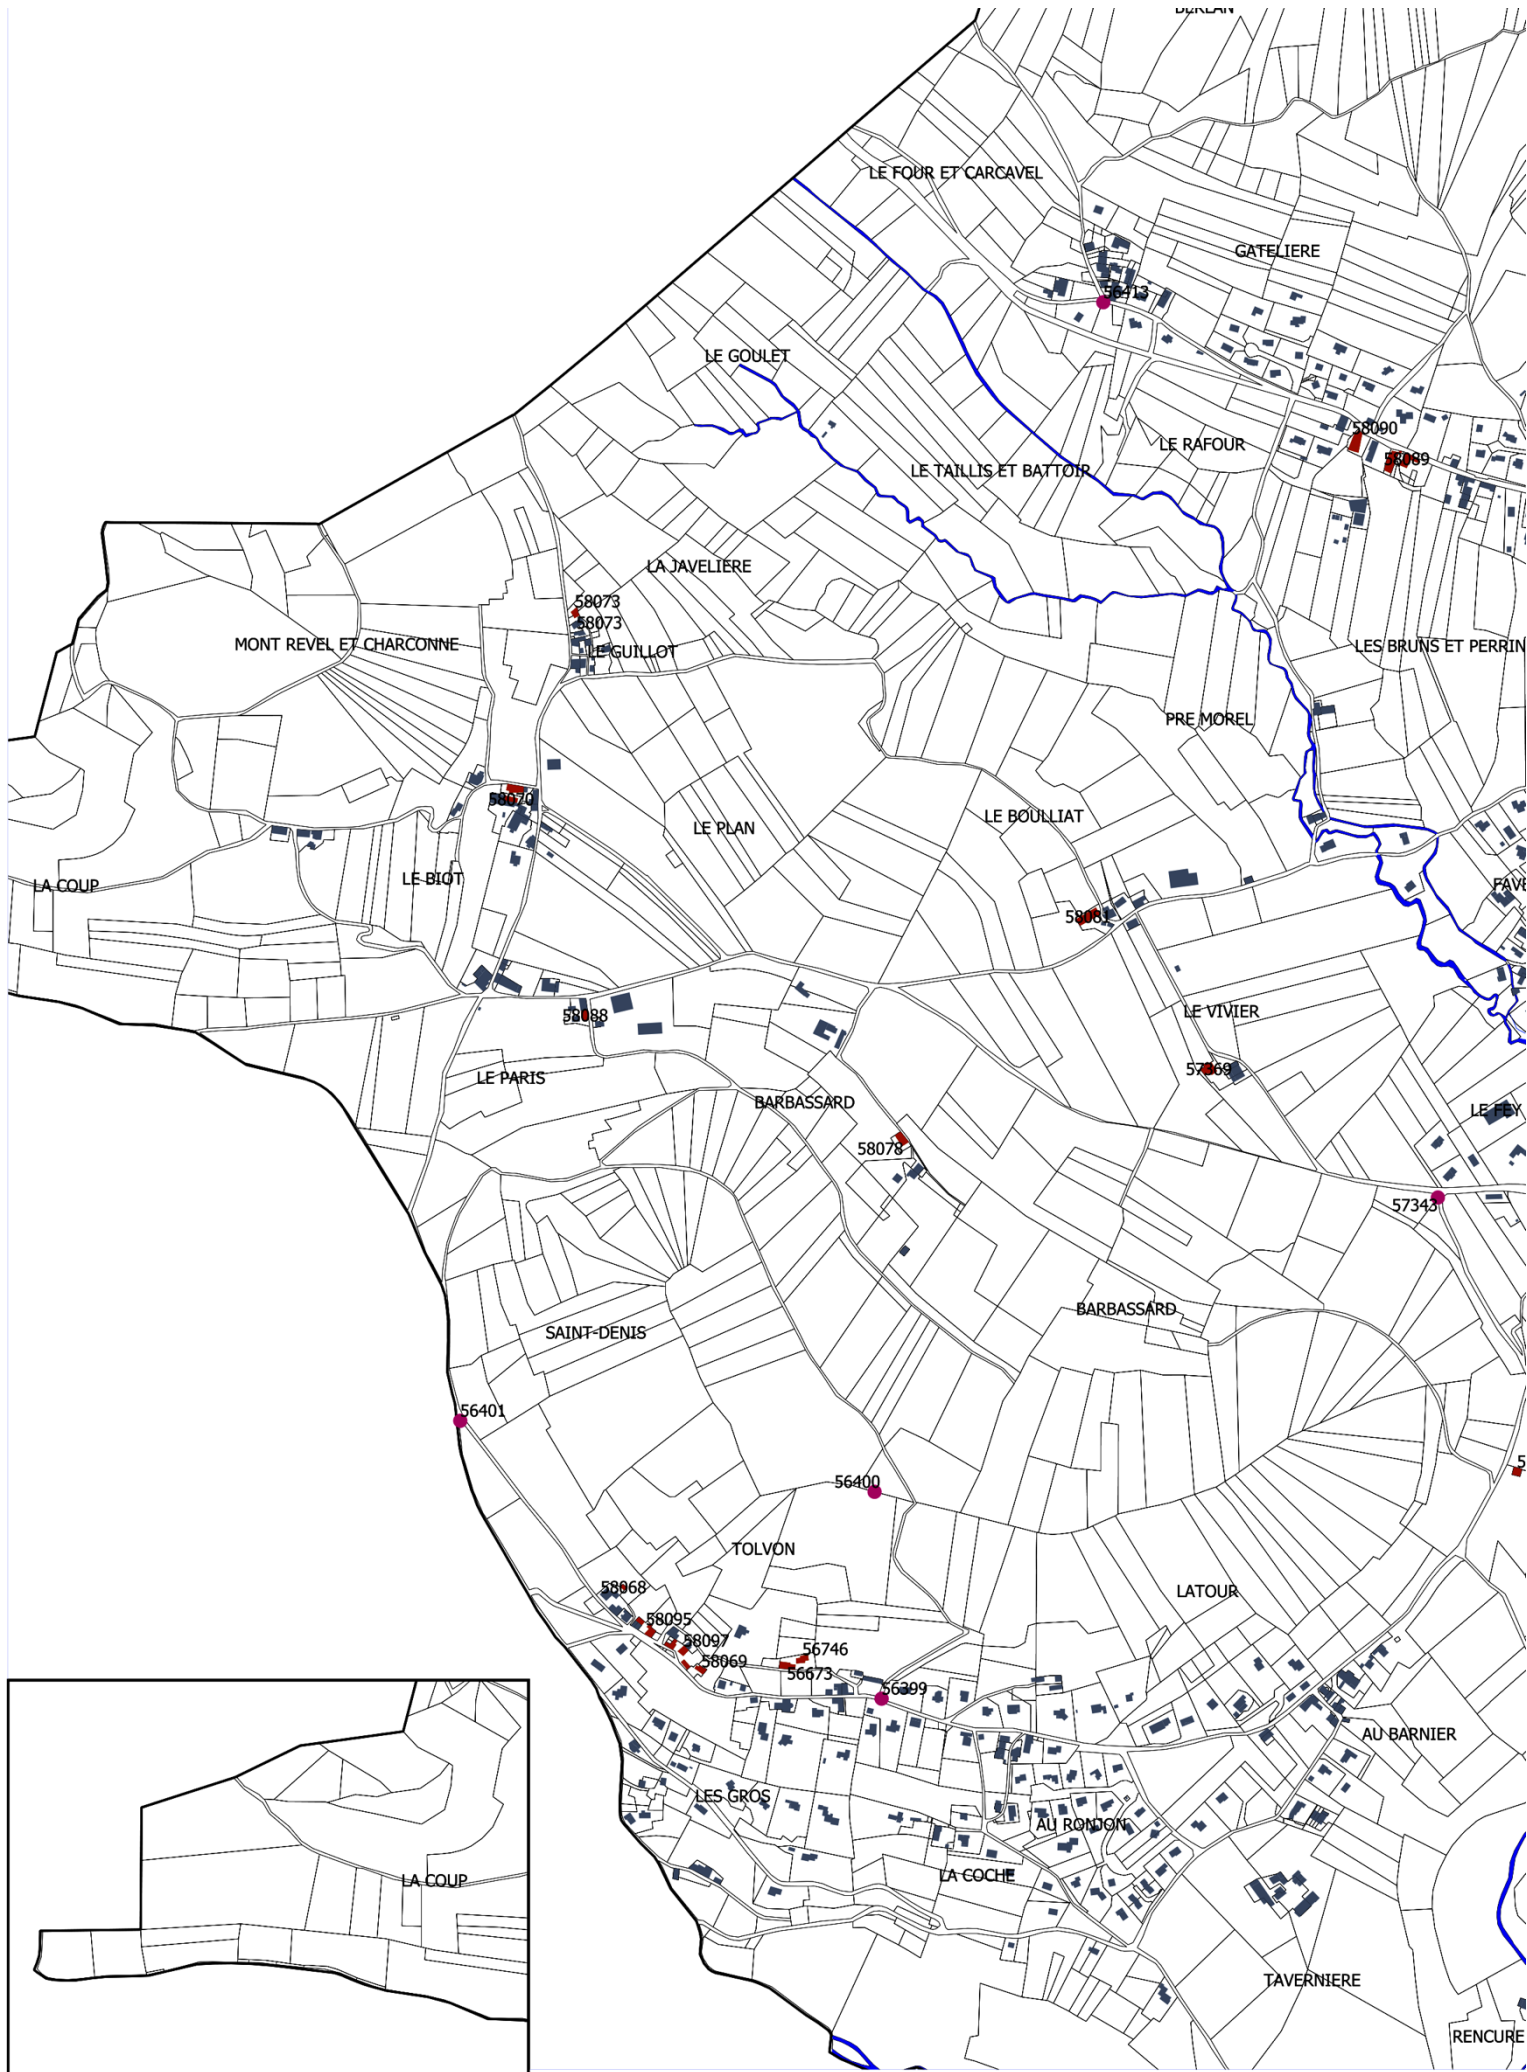 BERLAN
LE FOUR ET CARCAVEL
GATELIERE
56413
LE GOULET
58090
LE RAFOUR
58089
LE TAILLIS ET BATTOIR
LA JAVELIERE
58073
58073
MONT REVEL ET CHARCONNE
LE GUILLOT
LES BRUNS ET PERRIN
PRE MOREL
58070
LE BOULLIAT
LE PLAN
LE BIOT
LA COUP
FAVE
58081
LE VIVIER
58088
57369
LE PARIS
BARBASSARD
LE FEY
58078
57343
BARBASSARD
SAINT-DENIS
56401
5
56400
TOLVON
58068
LATOUR
58095
58097
56746
58069
56673
56399
AU BARNIER
LES GROS
AU RONJON
LA COCHE
LA COUP
TAVERNIERE
RENCURE